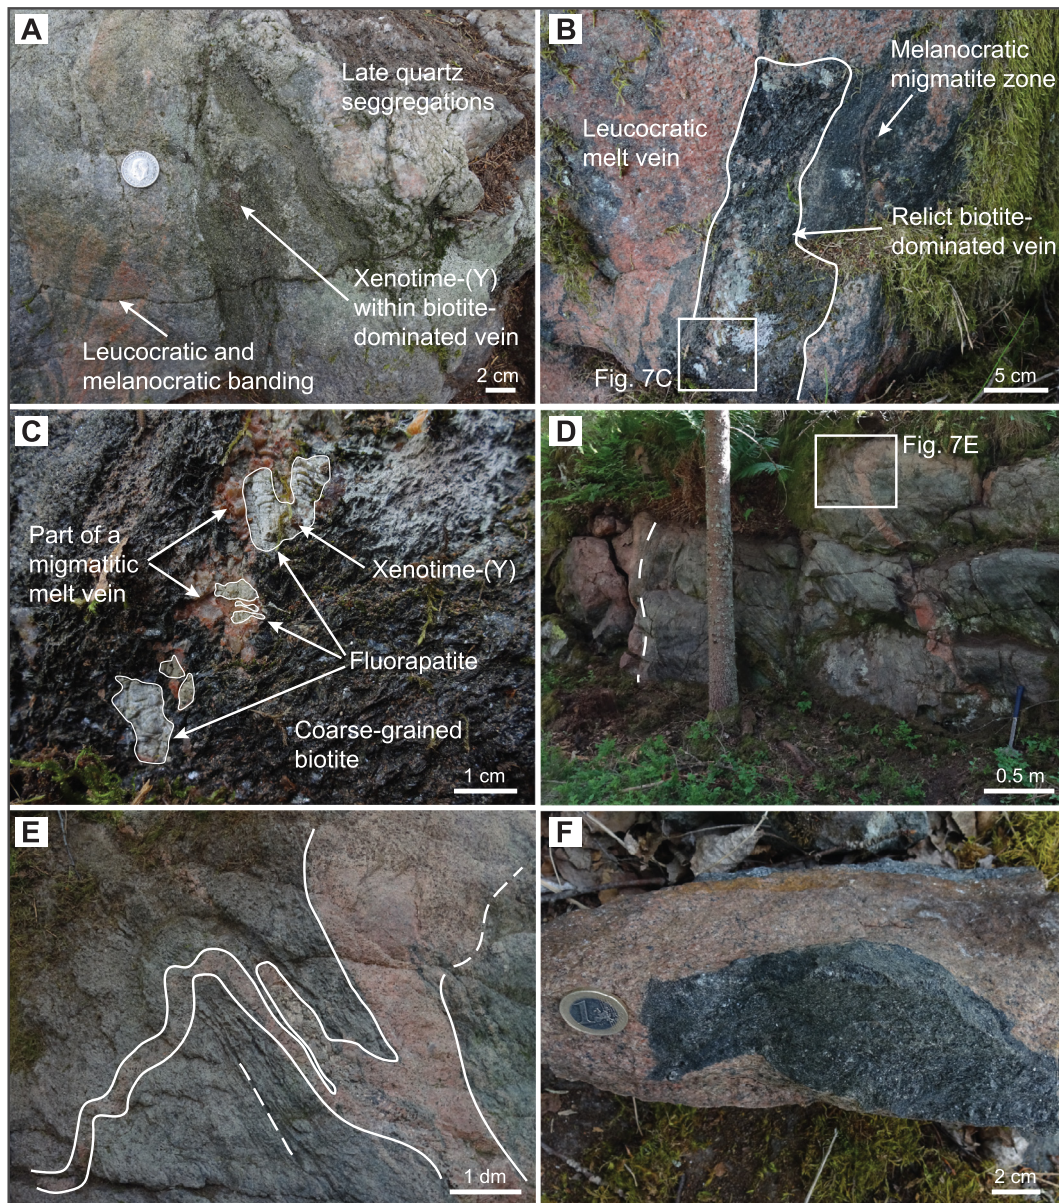 A
Late quartz
seggregations
Xenotime-(Y)
within biotite-
dominated vein
Leucocratic and
melanocratic banding
2 cm
B
Melanocratic
migmatite zone
Leucocratic
melt vein
Relict biotite-
dominated vein
Fig. 7C
5 cm
C
Part of a
migmatitic
melt vein
Xenotime-(Y)
Fluorapatite
Coarse-grained
biotite
1 cm
D
Fig. 7E
0.5 m
E
1 dm
F
2 cm